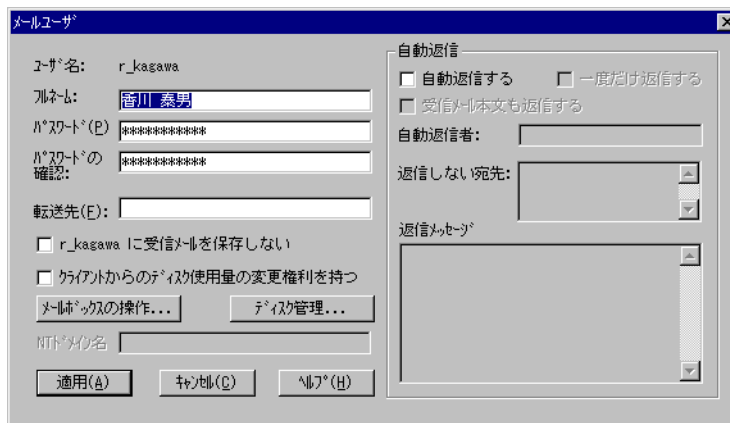 メールユーザ
ユーザ名: r_kagawa
フルネーム: 香川 泰男
パスワード(P) ***********
パスワードの
確認: ***********
転送先(F):
r_kagawa に受信メールを保存しない
クライアントからのディスク使用量の変更権利を持つ
メールボックスの操作...
ディスク管理...
NTドメイン名
適用(A)
キャンセル(C)
ヘルプ(H)
自動返信
自動返信する
一度だけ返信する
受信メール本文も返信する
自動返信者:
返信しない宛先:
返信メッセージ